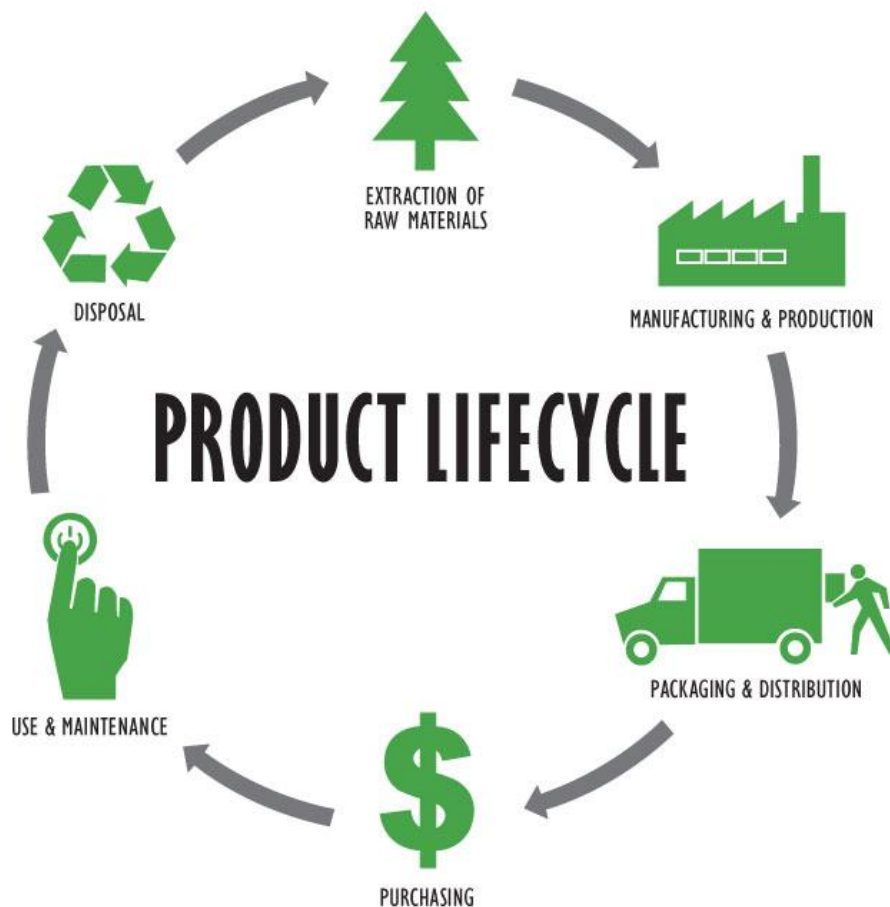 EXTRACTION OF
RAW MATERIALS
MANUFACTURING & PRODUCTION
PACKAGING & DISTRIBUTION
PURCHASING
USE & MAINTENANCE
DISPOSAL
PRODUCT LIFECYCLE